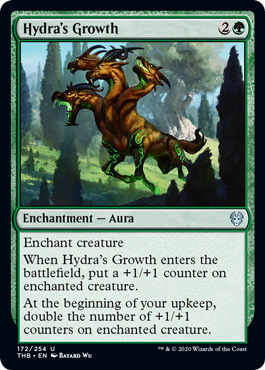 Hydra's Growth 2
Enchantment — Aura
Enchant creature
When Hydra's Growth enters the
battlefield, put a +1/+1 counter on
enchanted creature.
At the beginning of your upkeep,
double the number of +1/+1
counters on enchanted creature.
172/254 U
THB • EN BAYARD WU
™ & © 2020 Wizards of the Coast